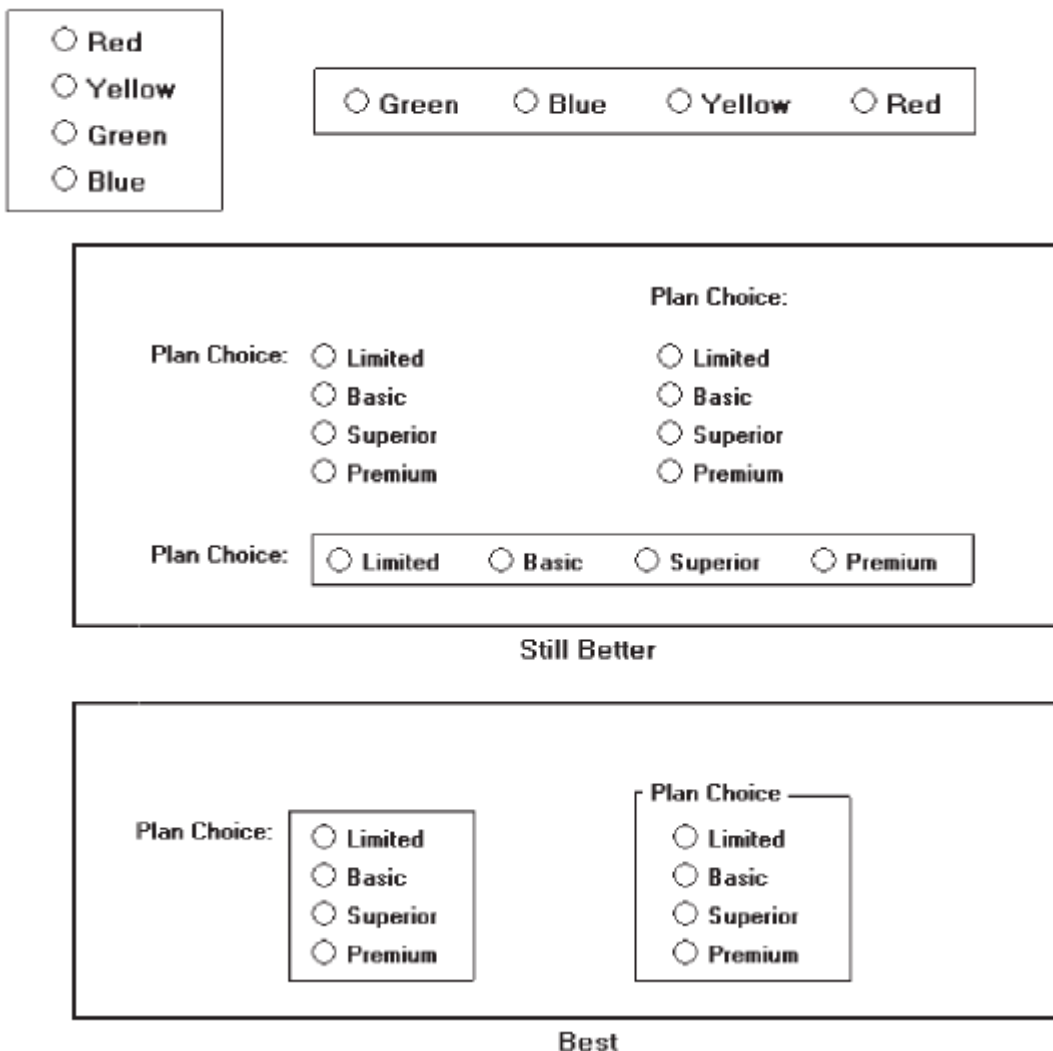 Red
Yellow
Green
Blue
Green Blue Yellow Red
Plan Choice:
Plan Choice: Limited Limited
Basic Basic
Superior Superior
Premium Premium
Plan Choice: Limited Basic Superior Premium
Still Better
Plan Choice
Plan Choice: Limited Limited
Basic Basic
Superior Superior
Premium Premium
Best